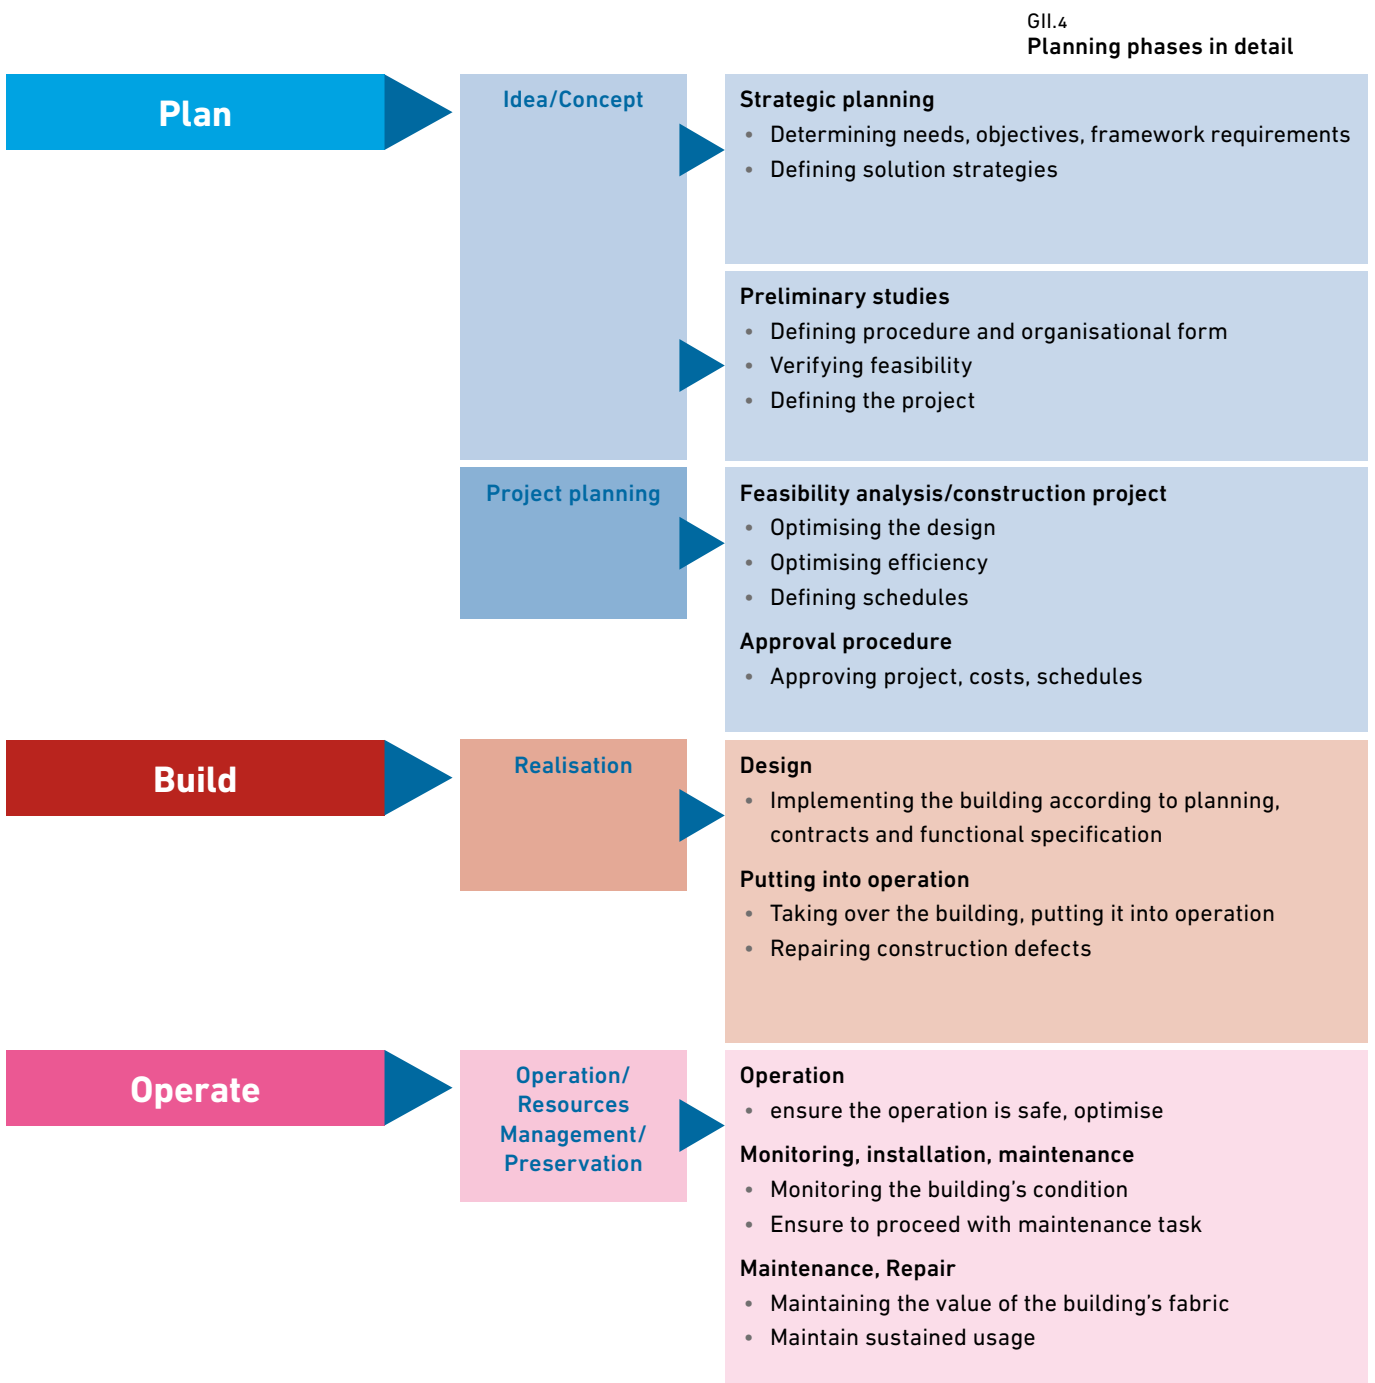 GII.4
Planning phases in detail
Plan
Idea/Concept
Strategic planning
• Determining needs, objectives, framework requirements
• Defining solution strategies
Preliminary studies
• Defining procedure and organisational form
• Verifying feasibility
• Defining the project
Project planning
Feasibility analysis/construction project
• Optimising the design
• Optimising efficiency
• Defining schedules
Approval procedure
• Approving project, costs, schedules
Build
Realisation
Design
• Implementing the building according to planning,
contracts and functional specification
Putting into operation
• Taking over the building, putting it into operation
• Repairing construction defects
Operate
Operation/
Resources
Management/
Preservation
Operation
• ensure the operation is safe, optimise
Monitoring, installation, maintenance
• Monitoring the building’s condition
• Ensure to proceed with maintenance task
Maintenance, Repair
• Maintaining the value of the building’s fabric
• Maintain sustained usage